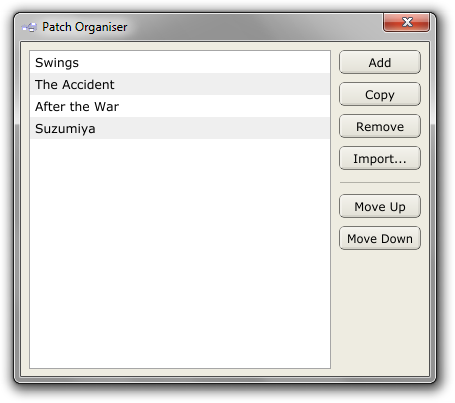 Patch Organiser
Swings
The Accident
After the War
Suzumiya
Add
Copy
Remove
Import...
Move Up
Move Down